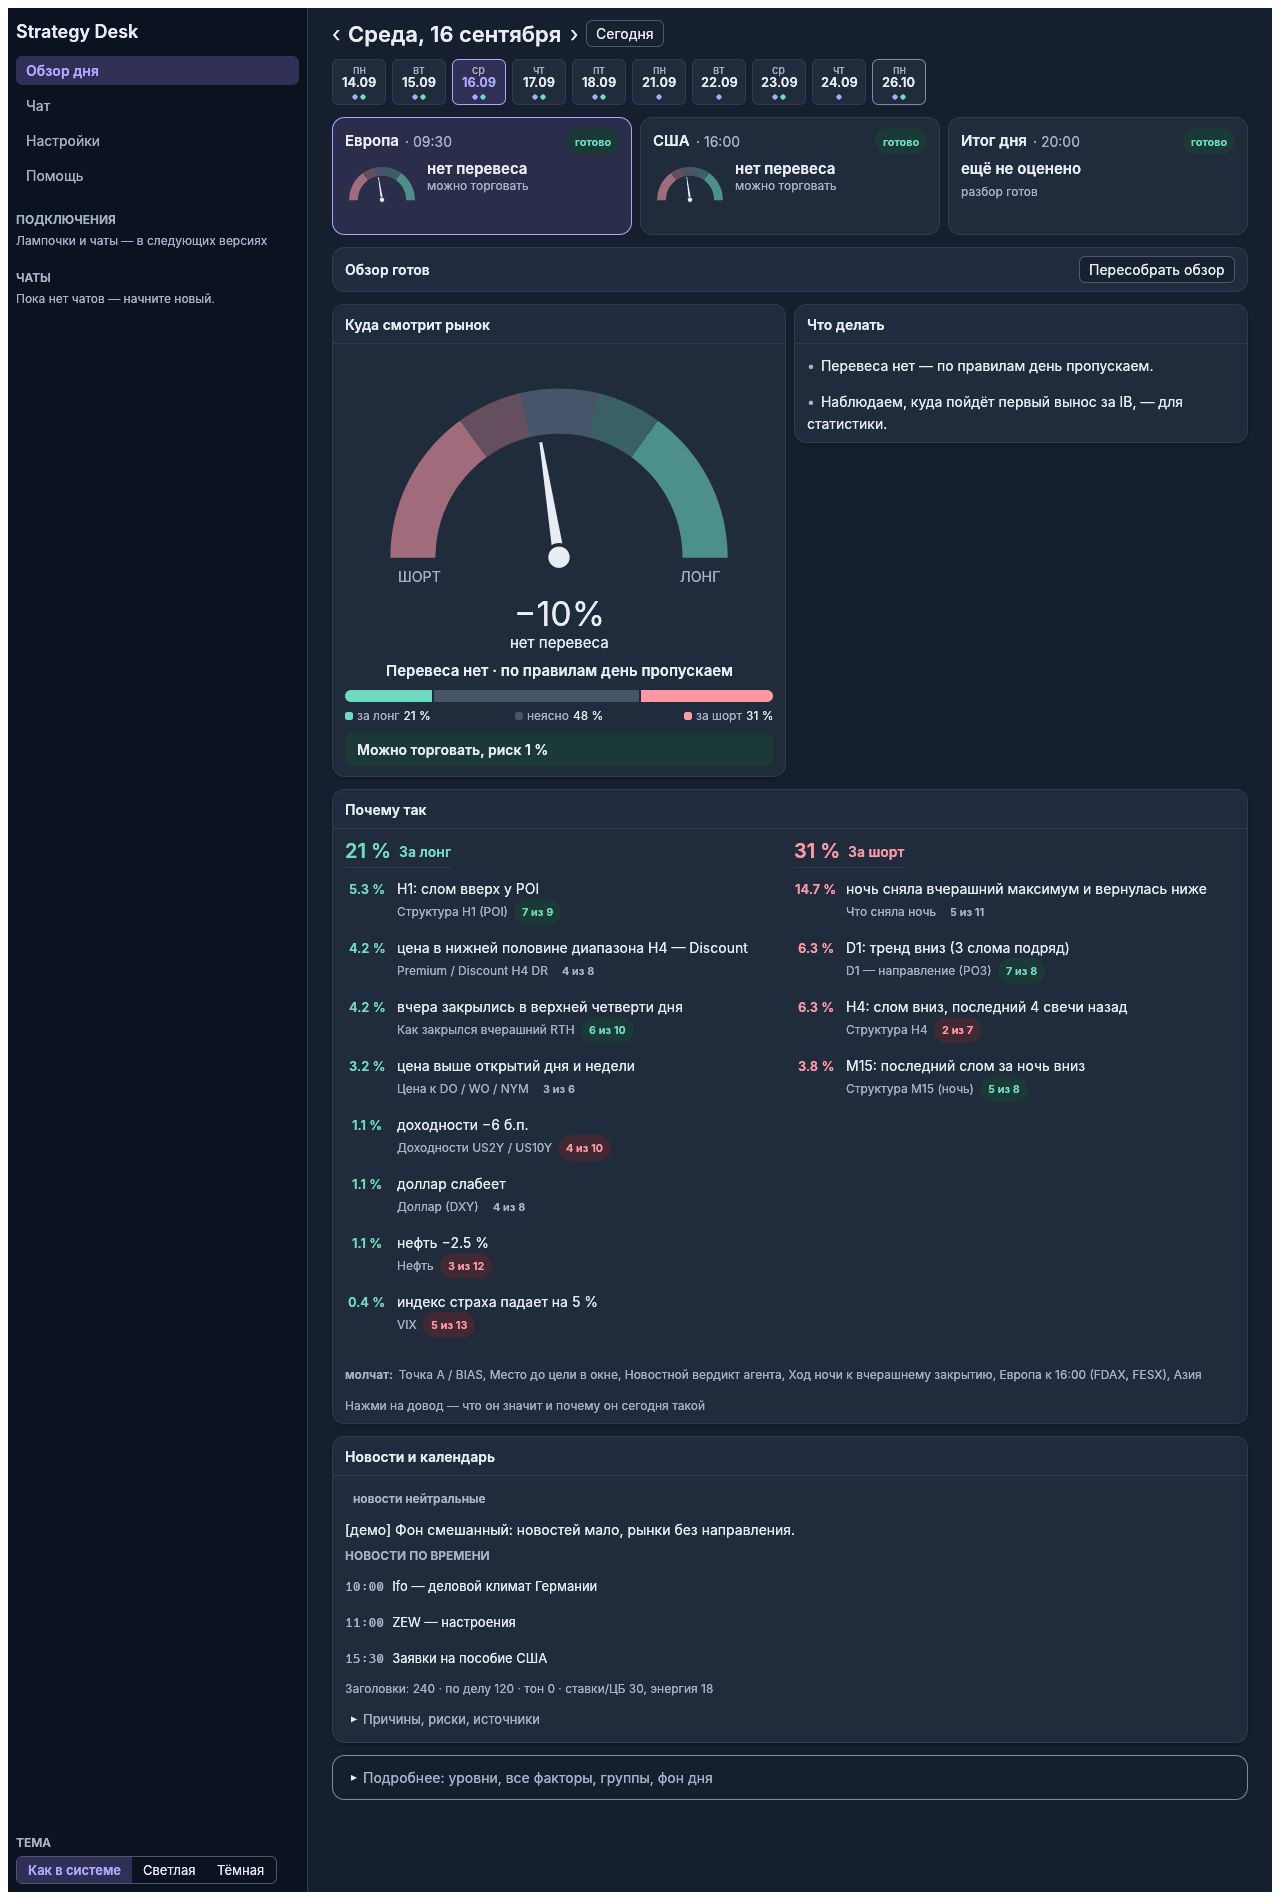 Strategy Desk
Обзор дня
Чат
Настройки
Помощь
ПОДКЛЮЧЕНИЯ
Лампочки и чаты — в следующих версиях
ЧАТЫ
Пока нет чатов — начните новый.
ТЕМА
Как в системе Светлая Тёмная
‹ Среда, 16 сентября › Сегодня
пн вт ср чт пт пн вт ср чт пн
14.09 15.09 16.09 17.09 18.09 21.09 22.09 23.09 24.09 26.10
Европа · 09:30 готово
нет перевеса
можно торговать
США · 16:00 готово
нет перевеса
можно торговать
Итог дня · 20:00 готово
ещё не оценено
разбор готов
Обзор готов Пересобрать обзор
Куда смотрит рынок
ШОРТ ЛОНГ
−10%
нет перевеса
Перевеса нет · по правилам день пропускаем
за лонг 21 % неясно 48 % за шорт 31 %
Можно торговать, риск 1 %
Что делать
• Перевеса нет — по правилам день пропускаем.
• Наблюдаем, куда пойдёт первый вынос за IB, — для
статистики.
Почему так
21 % За лонг
5.3 % H1: слом вверх у POI
Структура H1 (POI) 7 из 9
4.2 % цена в нижней половине диапазона H4 — Discount
Premium / Discount H4 DR 4 из 8
4.2 % вчера закрылись в верхней четверти дня
Как закрылся вчерашний RTH 6 из 10
3.2 % цена выше открытий дня и недели
Цена к DO / WO / NYM 3 из 6
1.1 % доходности −6 б.п.
Доходности US2Y / US10Y 4 из 10
1.1 % доллар слабеет
Доллар (DXY) 4 из 8
1.1 % нефть −2.5 %
Нефть 3 из 12
0.4 % индекс страха падает на 5 %
VIX 5 из 13
31 % За шорт
14.7 % ночь сняла вчерашний максимум и вернулась ниже
Что сняла ночь 5 из 11
6.3 % D1: тренд вниз (3 слома подряд)
D1 — направление (PO3) 7 из 8
6.3 % H4: слом вниз, последний 4 свечи назад
Структура H4 2 из 7
3.8 % M15: последний слом за ночь вниз
Структура M15 (ночь) 5 из 8
молчат: Точка А / BIAS, Место до цели в окне, Новостной вердикт агента, Ход ночи к вчерашнему закрытию, Европа к 16:00 (FDAX, FESX), Азия
Нажми на довод — что он значит и почему он сегодня такой
Новости и календарь
новости нейтральные
[демо] Фон смешанный: новостей мало, рынки без направления.
НОВОСТИ ПО ВРЕМЕНИ
10:00 Ifo — деловой климат Германии
11:00 ZEW — настроения
15:30 Заявки на пособие США
Заголовки: 240 · по делу 120 · тон 0 · ставки/ЦБ 30, энергия 18
▸ Причины, риски, источники
▸ Подробнее: уровни, все факторы, группы, фон дня